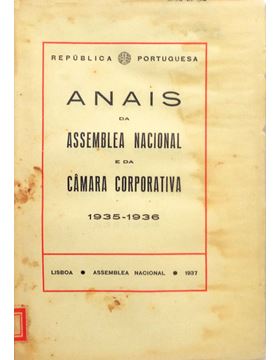 REPÚBLICA PORTUGUESA
ANAIS
DA
ASSEMBLEA NACIONAL
E DA
CÂMARA CORPORATIVA
1935-1936
LISBOA • ASSEMBLEA NACIONAL • 1937